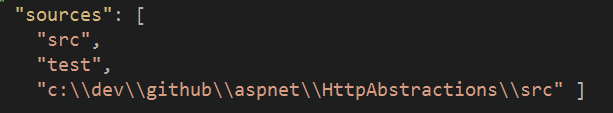 "sources": [
"src",
"test",
"c:\\dev\\github\\aspnet\\HttpAbstractions\\src" ]